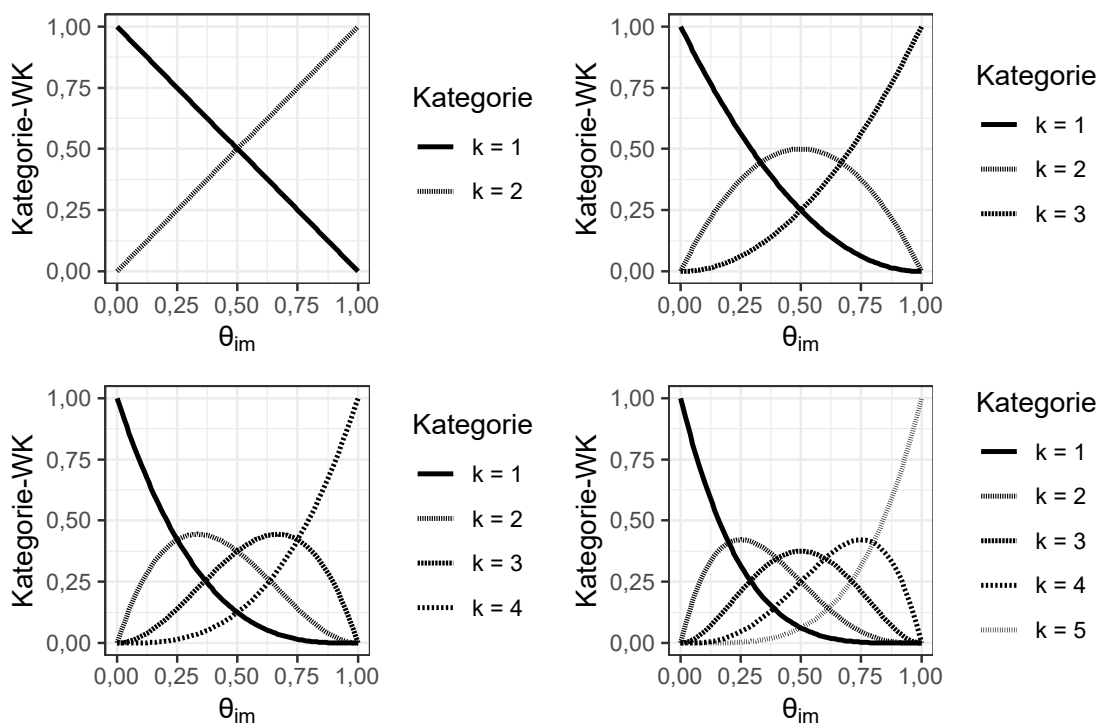 Kategorie-WK
1,00
0,75
0,50
0,25
0,00
0,00 0,25 0,50 0,75 1,00
θim
Kategorie
k = 1
k = 2
Kategorie-WK
1,00
0,75
0,50
0,25
0,00
0,00 0,25 0,50 0,75 1,00
θim
Kategorie
k = 1
k = 2
k = 3
Kategorie-WK
1,00
0,75
0,50
0,25
0,00
0,00 0,25 0,50 0,75 1,00
θim
Kategorie
k = 1
k = 2
k = 3
k = 4
Kategorie-WK
1,00
0,75
0,50
0,25
0,00
0,00 0,25 0,50 0,75 1,00
θim
Kategorie
k = 1
k = 2
k = 3
k = 4
k = 5